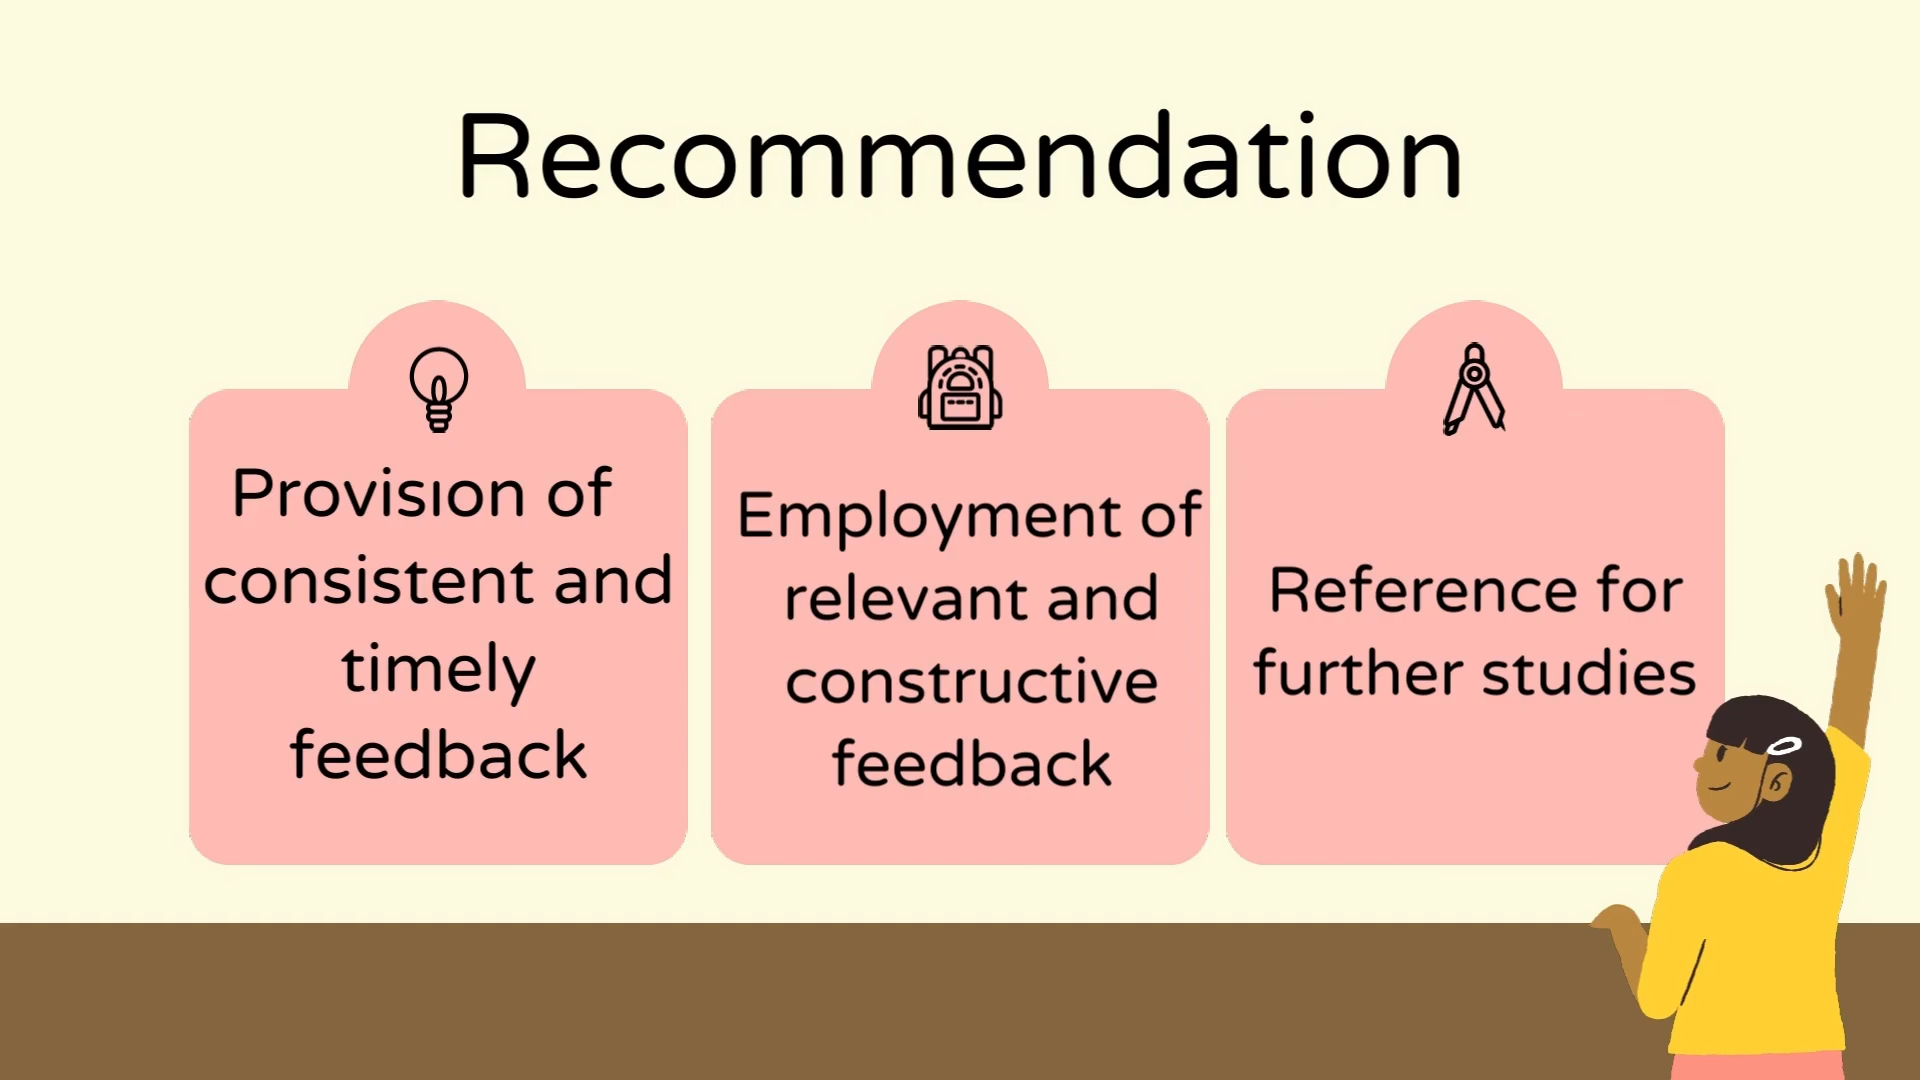 Recommendation
Provision of
consistent and
timely
feedback
Employment of
relevant and
constructive
feedback
Reference for
further studies